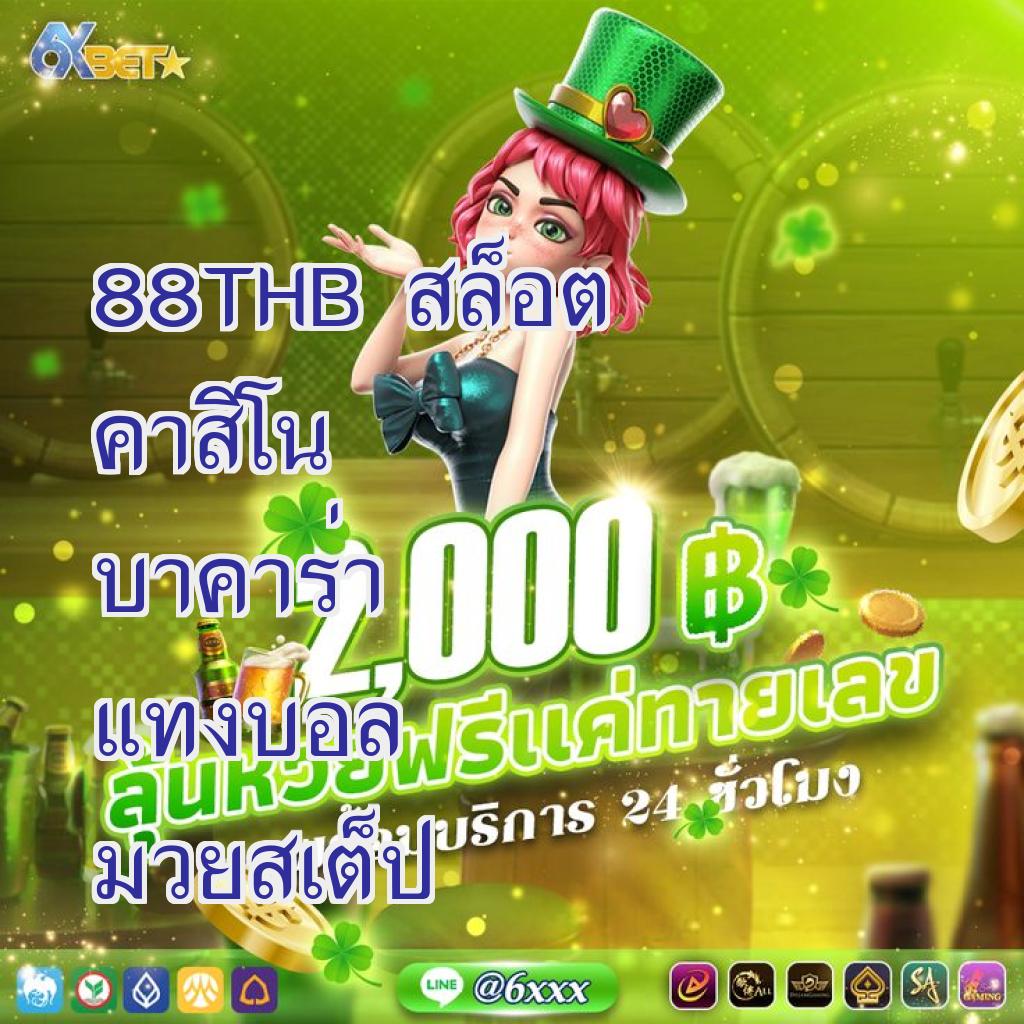 6XBET
88THB สล็อต
คาสิโน
บาคาร่า
2,000 ฿
แทงบอล
ลุ้นหวยฟรีแค่ทายเลข
บริการ 24 ชั่วโมง
มวยสเต็ป
LINE @6xxx
ALL
SA
GAMING